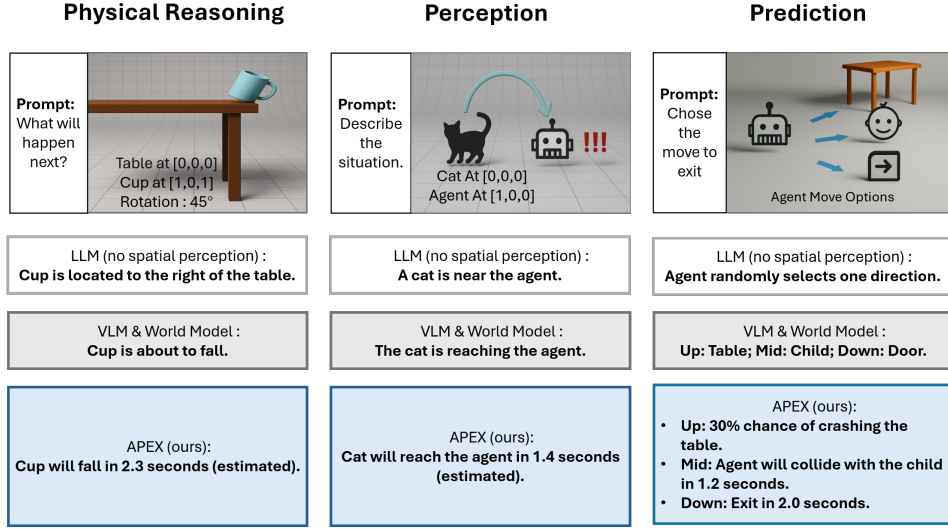 Physical Reasoning
Perception
Prediction
Prompt:
What will
happen
next?
Table at [0,0,0]
Cup at [1,0,1]
Rotation : 45°
Prompt:
Describe
the
situation.
!!!
Cat At [0,0,0]
Agent At [1,0,0]
Prompt:
Chose
the
move to
exit
Agent Move Options
LLM (no spatial perception) :
Cup is located to the right of the table.
LLM (no spatial perception) :
A cat is near the agent.
LLM (no spatial perception) :
Agent randomly selects one direction.
VLM & World Model :
Cup is about to fall.
VLM & World Model :
The cat is reaching the agent.
VLM & World Model :
Up: Table; Mid: Child; Down: Door.
APEX (ours):
Cup will fall in 2.3 seconds (estimated).
APEX (ours):
Cat will reach the agent in 1.4 seconds
(estimated).
APEX (ours):
• Up: 30% chance of crashing the
table.
• Mid: Agent will collide with the child
in 1.2 seconds.
• Down: Exit in 2.0 seconds.